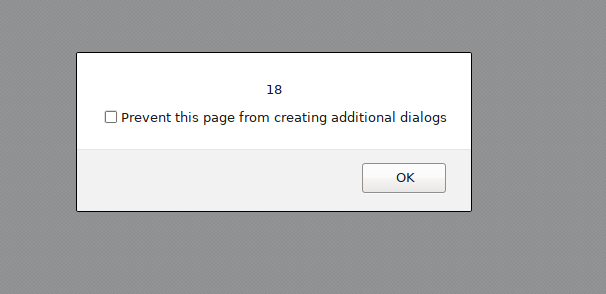 18
Prevent this page from creating additional dialogs
OK